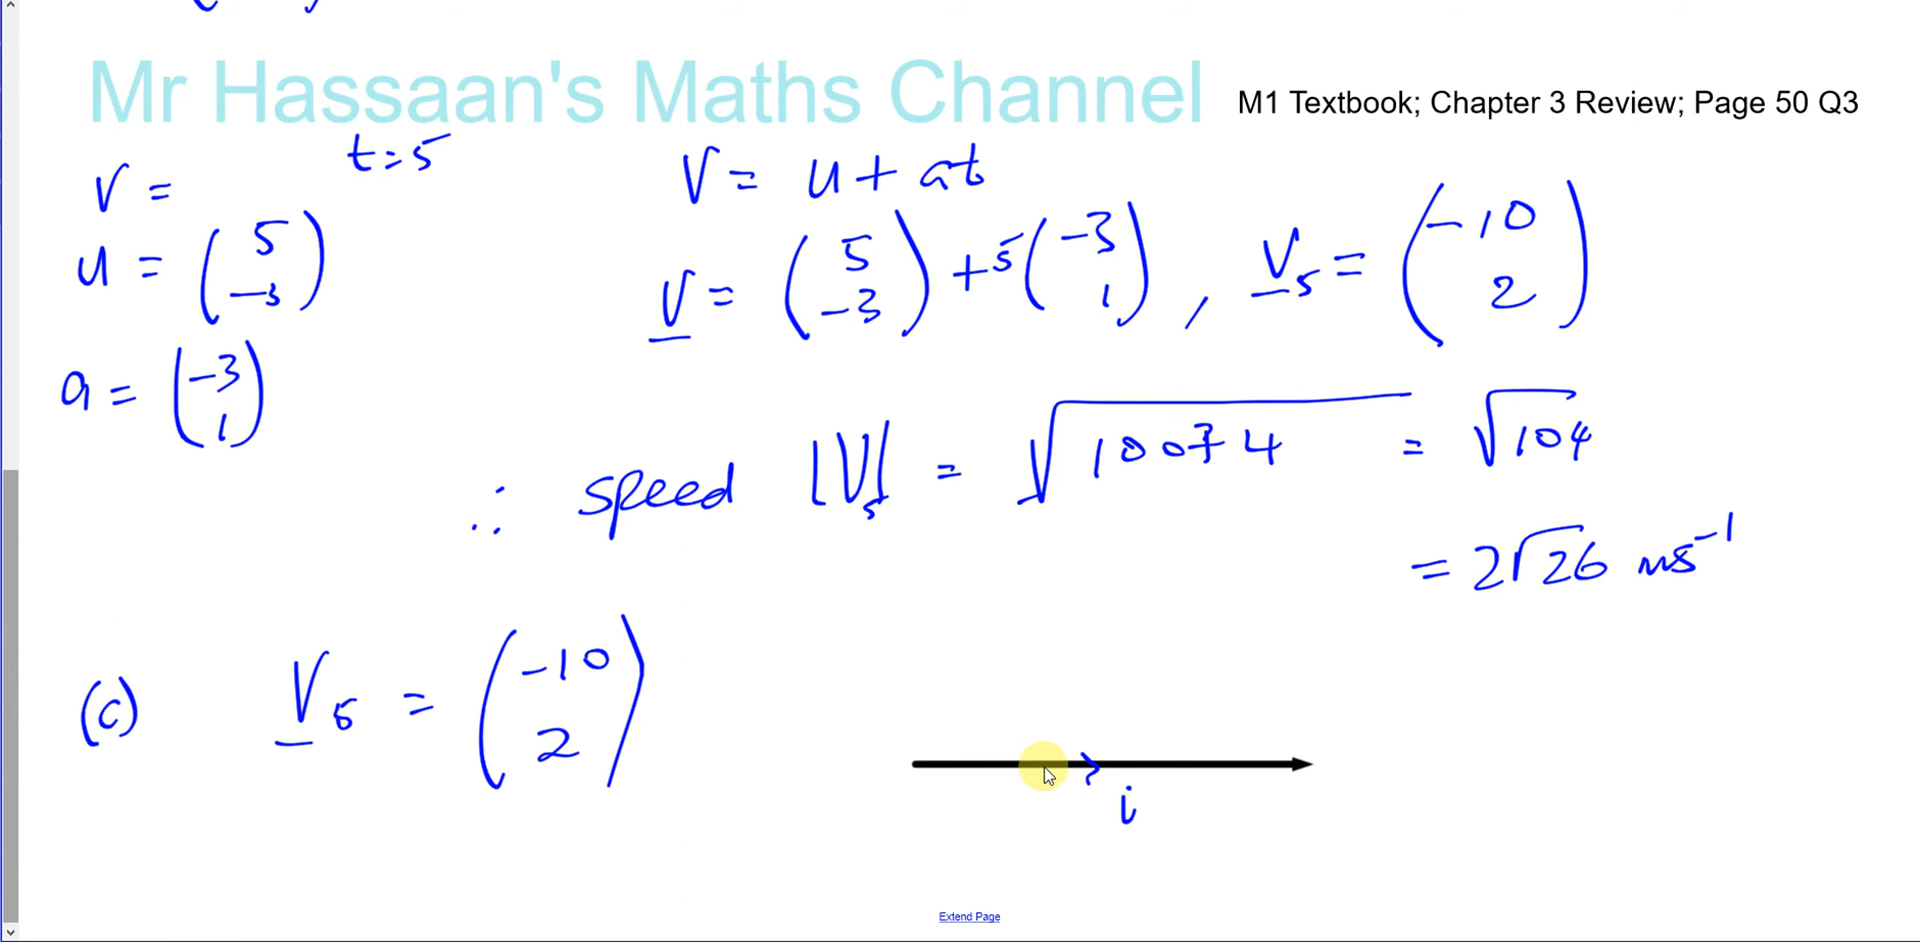 Mr Hassaan's Maths Channel
M1 Textbook; Chapter 3 Review; Page 50 Q3
t = 5
V =
V = u + at
u = (5 -3)
V = (5 -3) + 5(-3 1), V₅ = (-10 2)
a = (-3 1)
∴ speed |V₅| = √100+4 = √104
= 2√26 ms⁻¹
(c) V₅ = (-10 2)
i
Extend Page